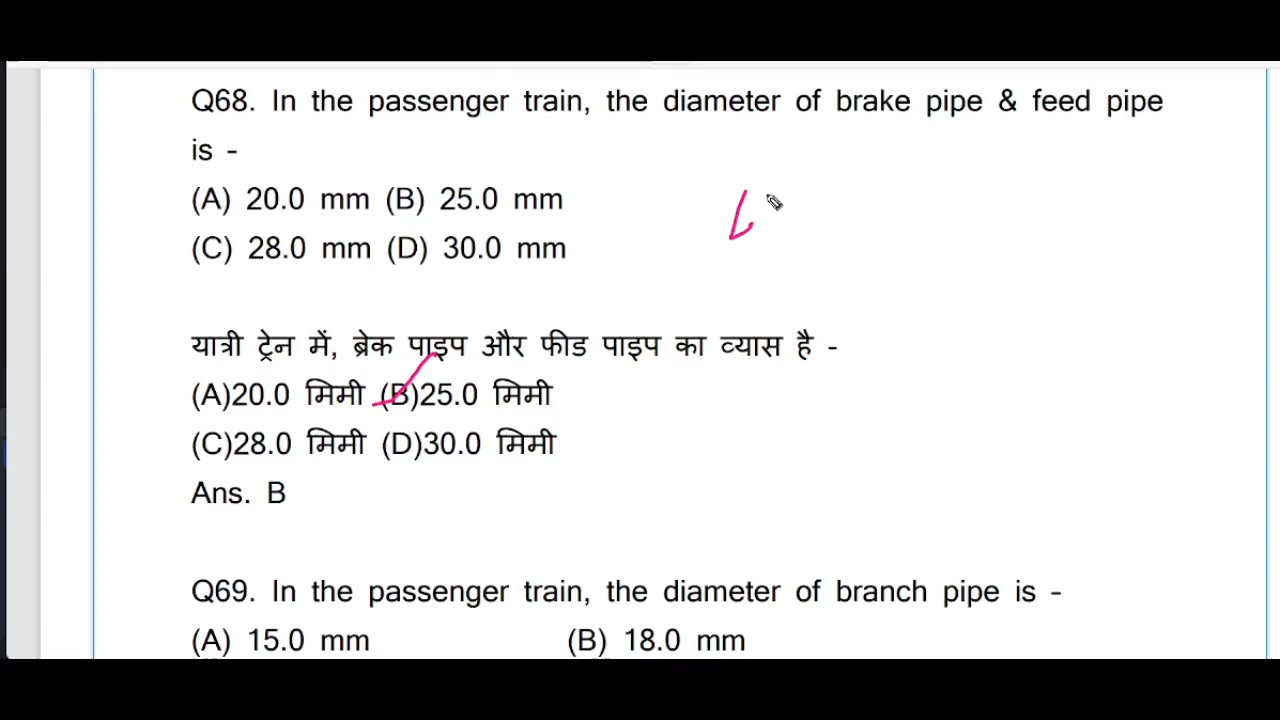 Q68. In the passenger train, the diameter of brake pipe & feed pipe
is -
(A) 20.0 mm (B) 25.0 mm
(C) 28.0 mm (D) 30.0 mm
यात्री ट्रेन में, ब्रेक पाइप और फीड पाइप का व्यास है -
(A)20.0 मिमी (B)25.0 मिमी
(C)28.0 मिमी (D)30.0 मिमी
Ans. B
Q69. In the passenger train, the diameter of branch pipe is -
(A) 15.0 mm (B) 18.0 mm